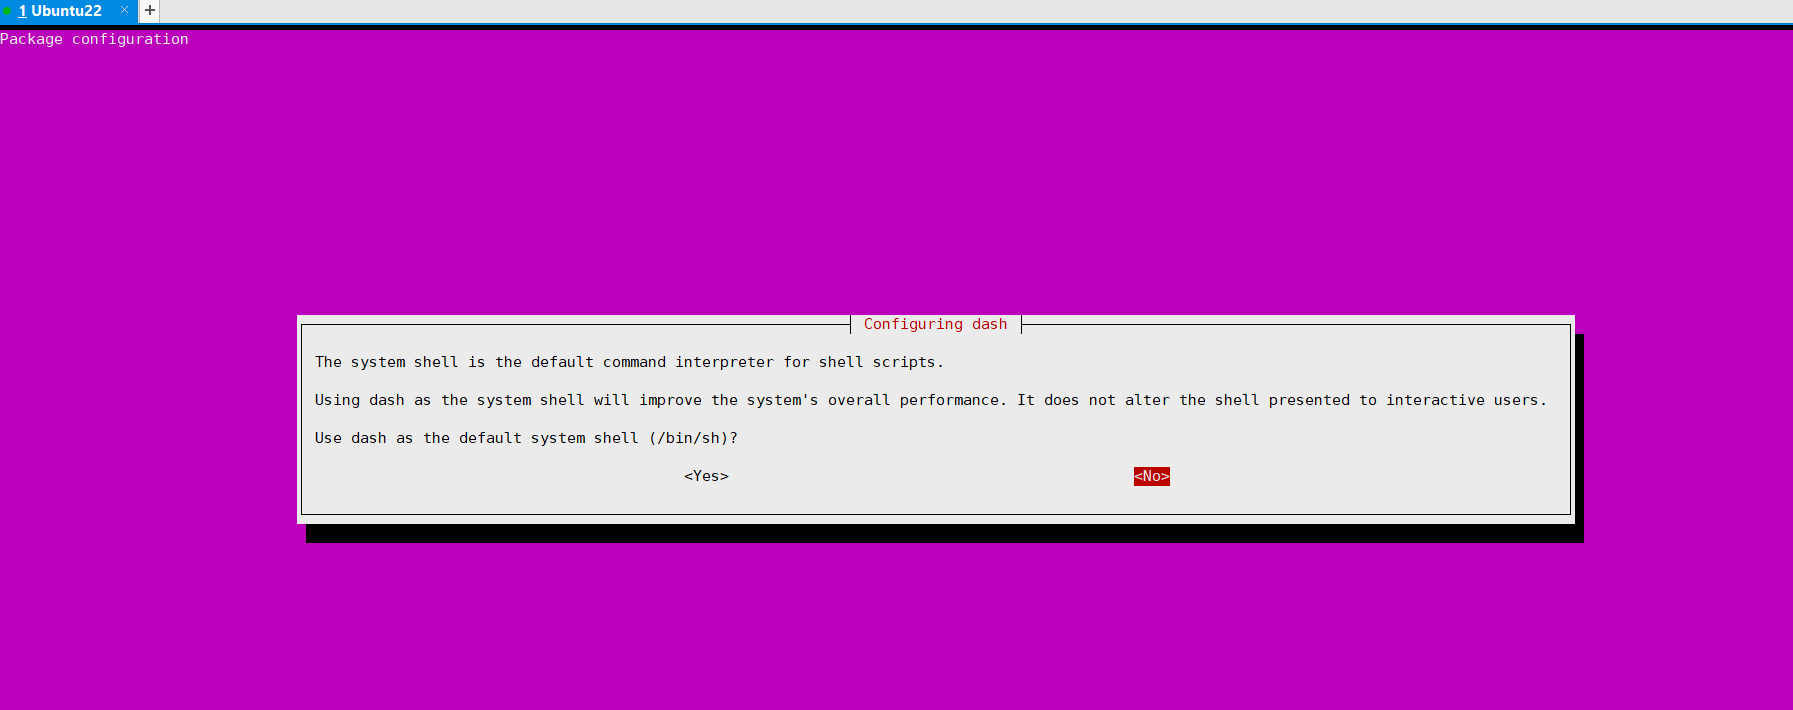 1 Ubuntu22 × +
Package configuration
Configuring dash
The system shell is the default command interpreter for shell scripts.
Using dash as the system shell will improve the system's overall performance. It does not alter the shell presented to interactive users.
Use dash as the default system shell (/bin/sh)?
<Yes> <No>